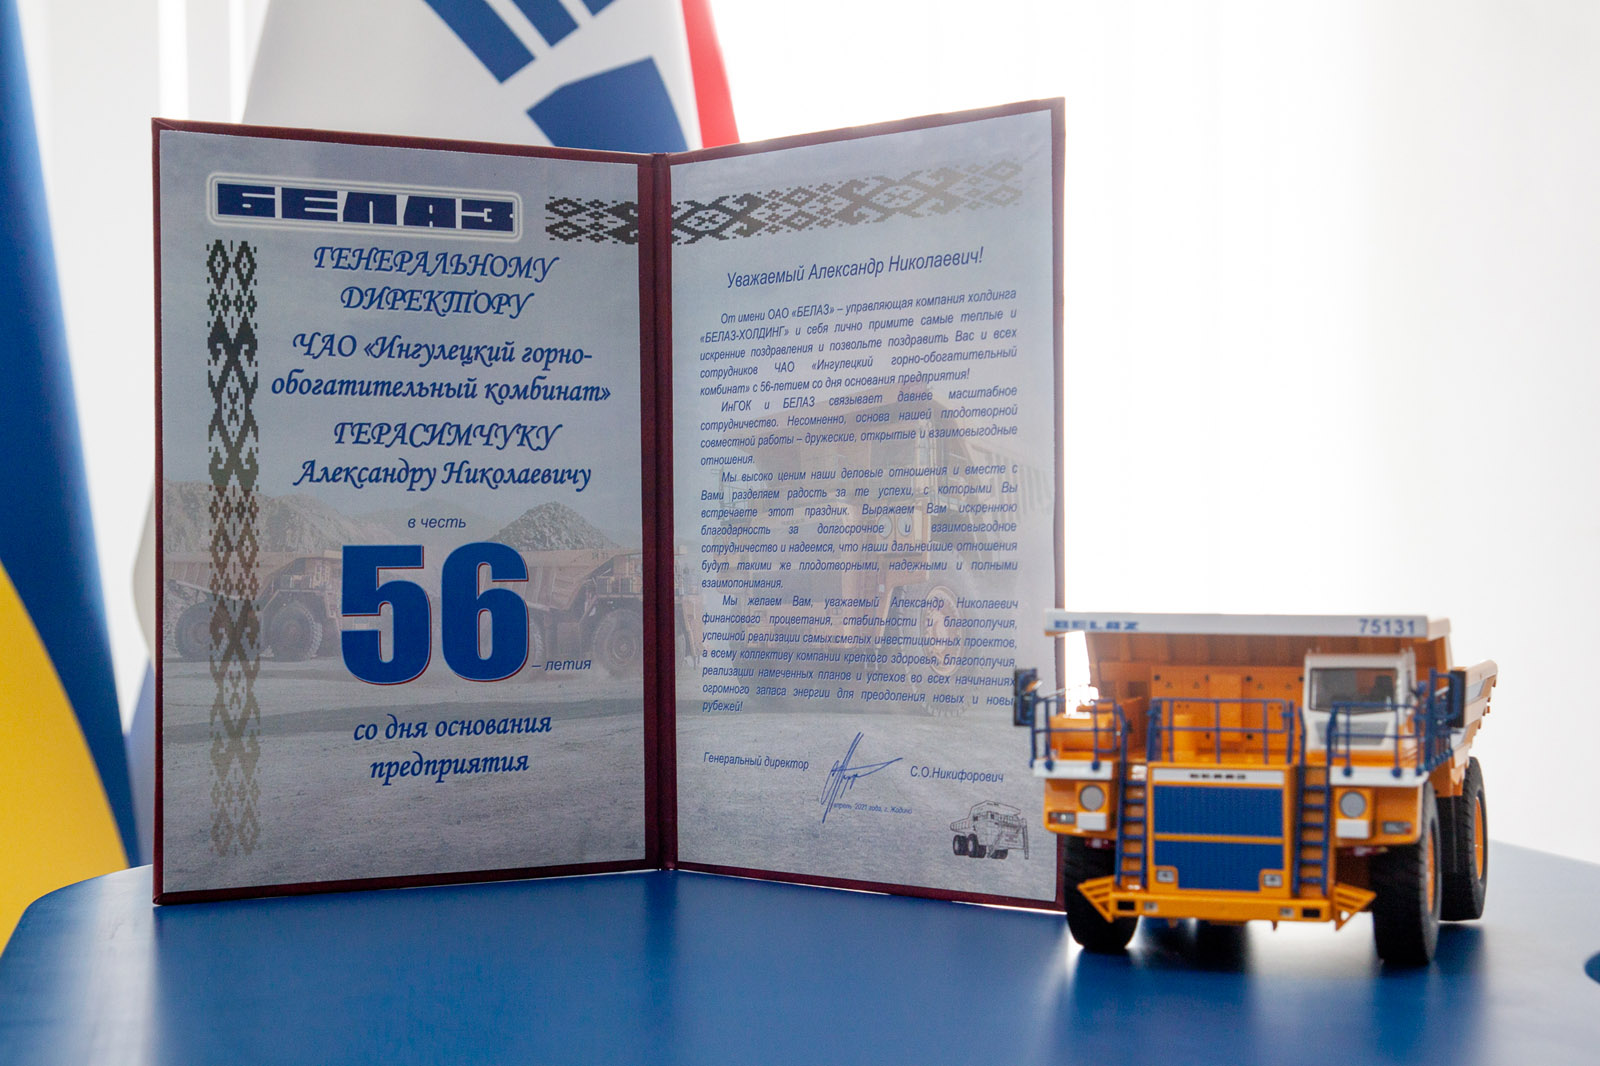 БЕЛАЗ
ГЕНЕРАЛЬНОМУ
ДИРЕКТОРУ
ЧАО «Ингулецкий горно-
обогатительный комбинат»
ГЕРАСИМЧУКУ
Александру Николаевичу
в честь
56
– летия
со дня основания
предприятия
Уважаемый Александр Николаевич!
От имени ОАО «БЕЛАЗ» – управляющая компания холдинга
«БЕЛАЗ-ХОЛДИНГ» и себя лично примите самые теплые и
искренние поздравления и позвольте поздравить Вас и всех
сотрудников ЧАО «Ингулецкий горно-обогатительный
комбинат» с 56-летием со дня основания предприятия!
ИнГОК и БЕЛАЗ связывает давнее масштабное
сотрудничество. Несомненно, основа нашей плодотворной
совместной работы – дружеские, открытые и взаимовыгодные
отношения.
Мы высоко ценим наши деловые отношения и вместе с
Вами разделяем радость за те успехи, с которыми Вы
встречаете этот праздник. Выражаем Вам искреннюю
благодарность за долгосрочное и взаимовыгодное
сотрудничество и надеемся, что наши дальнейшие отношения
будут такими же плодотворными, надежными и полными
взаимопонимания.
Мы желаем Вам, уважаемый Александр Николаевич
финансового процветания, стабильности и благополучия,
успешной реализации самых смелых инвестиционных проектов,
а всему коллективу компании крепкого здоровья, благополучия,
реализации намеченных планов и успехов во всех начинаниях
огромного запаса энергии для преодоления новых и новы
рубежей!
Генеральный директор
С.О.Никифорович
апрель 2021 года, г. Жодино
BELAZ 75131
БЕЛАЗ